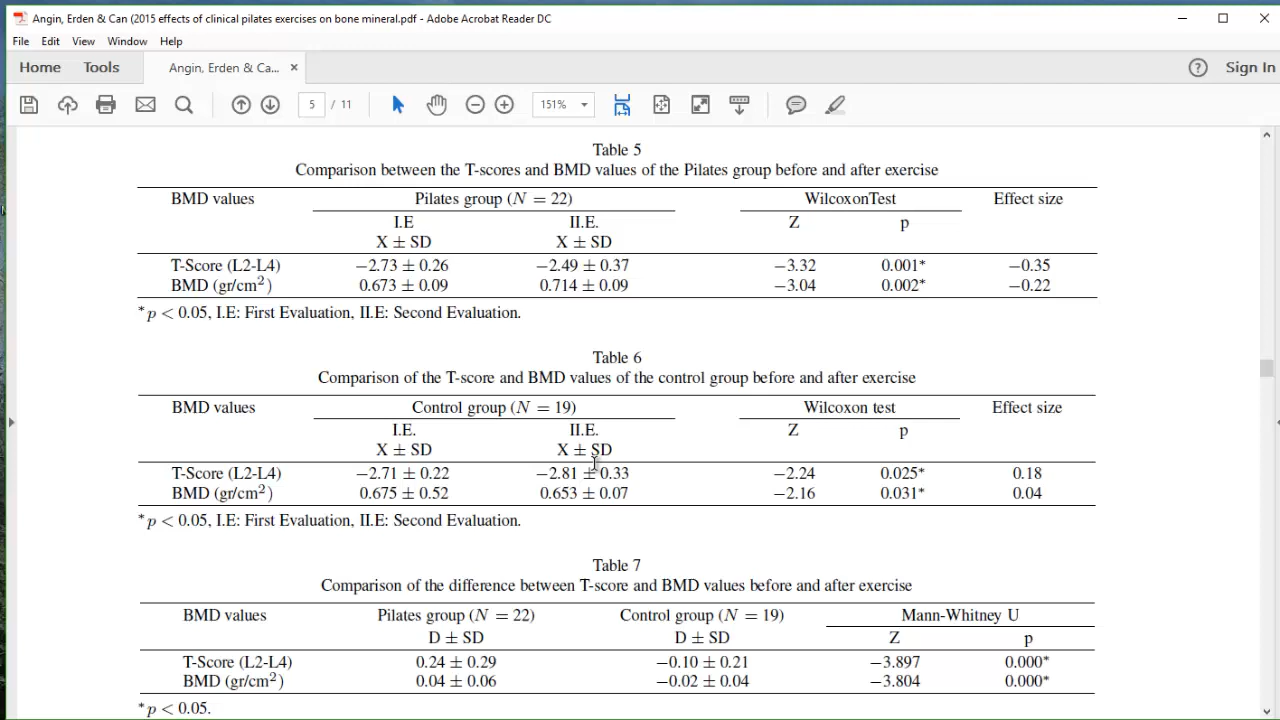 Angin, Erden & Can (2015 effects of clinical pilates exercises on bone mineral.pdf - Adobe Acrobat Reader DC
File Edit View Window Help
Home Tools Angin, Erden & Ca... × ? Sign In
5 / 11 151%
Table 5
Comparison between the T-scores and BMD values of the Pilates group before and after exercise
BMD values Pilates group (N = 22) WilcoxonTest Effect size
I.E II.E. Z p
X ± SD X ± SD
T-Score (L2-L4) −2.73 ± 0.26 −2.49 ± 0.37 −3.32 0.001* −0.35
BMD (gr/cm²) 0.673 ± 0.09 0.714 ± 0.09 −3.04 0.002* −0.22
*p < 0.05, I.E: First Evaluation, II.E: Second Evaluation.
Table 6
Comparison of the T-score and BMD values of the control group before and after exercise
BMD values Control group (N = 19) Wilcoxon test Effect size
I.E. II.E. Z p
X ± SD X ± SD
T-Score (L2-L4) −2.71 ± 0.22 −2.81 ± 0.33 −2.24 0.025* 0.18
BMD (gr/cm²) 0.675 ± 0.52 0.653 ± 0.07 −2.16 0.031* 0.04
*p < 0.05, I.E: First Evaluation, II.E: Second Evaluation.
Table 7
Comparison of the difference between T-score and BMD values before and after exercise
BMD values Pilates group (N = 22) Control group (N = 19) Mann-Whitney U
D ± SD D ± SD Z p
T-Score (L2-L4) 0.24 ± 0.29 −0.10 ± 0.21 −3.897 0.000*
BMD (gr/cm²) 0.04 ± 0.06 −0.02 ± 0.04 −3.804 0.000*
*p < 0.05.